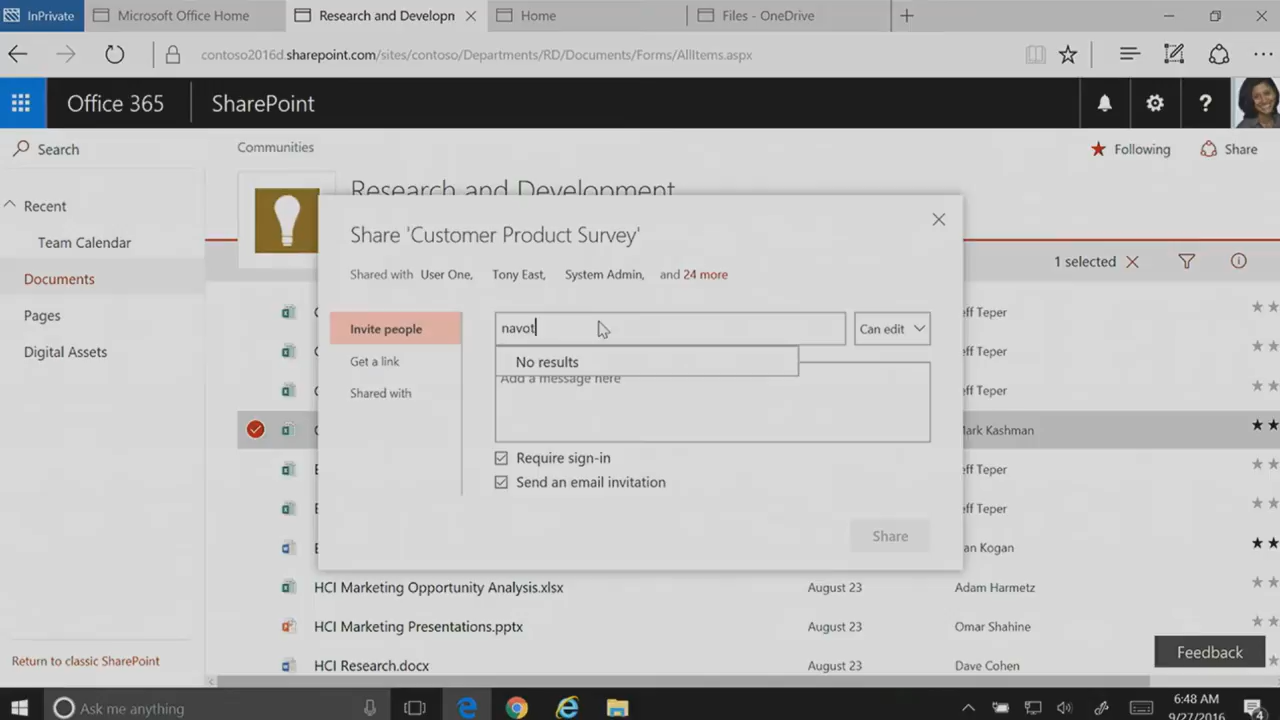 InPrivate
Microsoft Office Home
Research and Developn
Home
Files - OneDrive
contoso2016d.sharepoint.com/sites/contoso/Departments/RD/Documents/Forms/AllItems.aspx
Office 365
SharePoint
?
Search
Communities
Following
Share
Research and Development
Recent
Team Calendar
Documents
Pages
Digital Assets
1 selected
Share 'Customer Product Survey'
Shared with User One, Tony East, System Admin, and 24 more
Invite people
Get a link
Shared with
navot
Can edit
No results
Add a message here
Require sign-in
Send an email invitation
Share
eff Teper
eff Teper
eff Teper
Mark Kashman
eff Teper
eff Teper
an Kogan
HCI Marketing Opportunity Analysis.xlsx August 23 Adam Harmetz
HCI Marketing Presentations.pptx August 23 Omar Shahine
HCI Research.docx August 23 Dave Cohen
Return to classic SharePoint
Feedback
Ask me anything
6:48 AM
9/27/2016
4